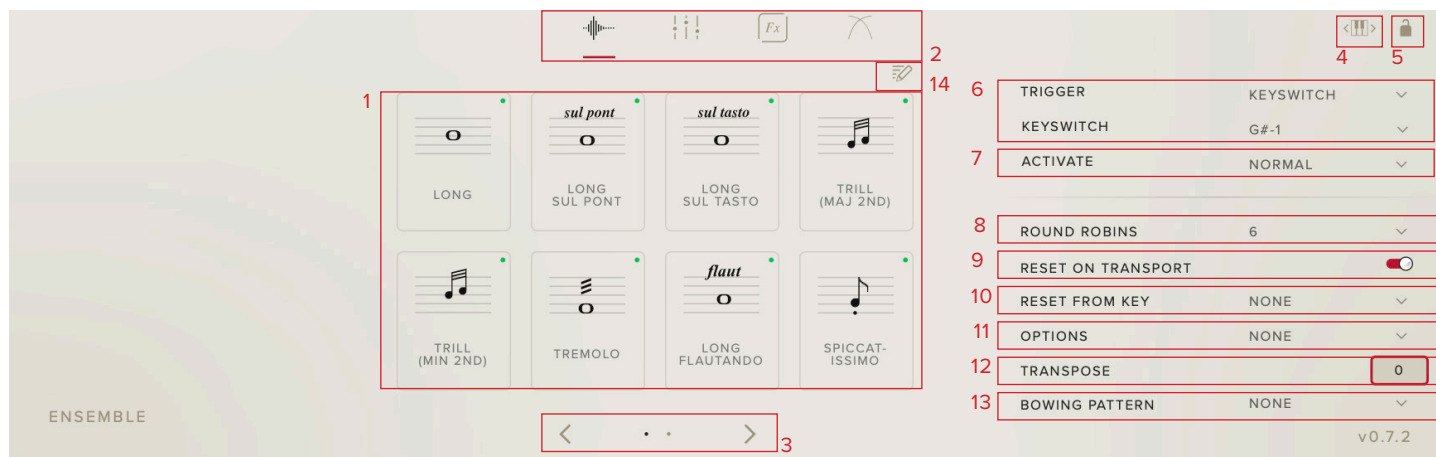 Fx
2
4
5
14
1
sul pont
sul tasto
LONG
LONG
SUL PONT
LONG
SUL TASTO
TRILL
(MAJ 2ND)
flaut
TRILL
(MIN 2ND)
TREMOLO
LONG
FLAUTANDO
SPICCAT-
ISSIMO
3
ENSEMBLE
6 TRIGGER KEYSWITCH
KEYSWITCH G#-1
7 ACTIVATE NORMAL
8 ROUND ROBINS 6
9 RESET ON TRANSPORT
10 RESET FROM KEY NONE
11 OPTIONS NONE
12 TRANSPOSE 0
13 BOWING PATTERN NONE
v0.7.2